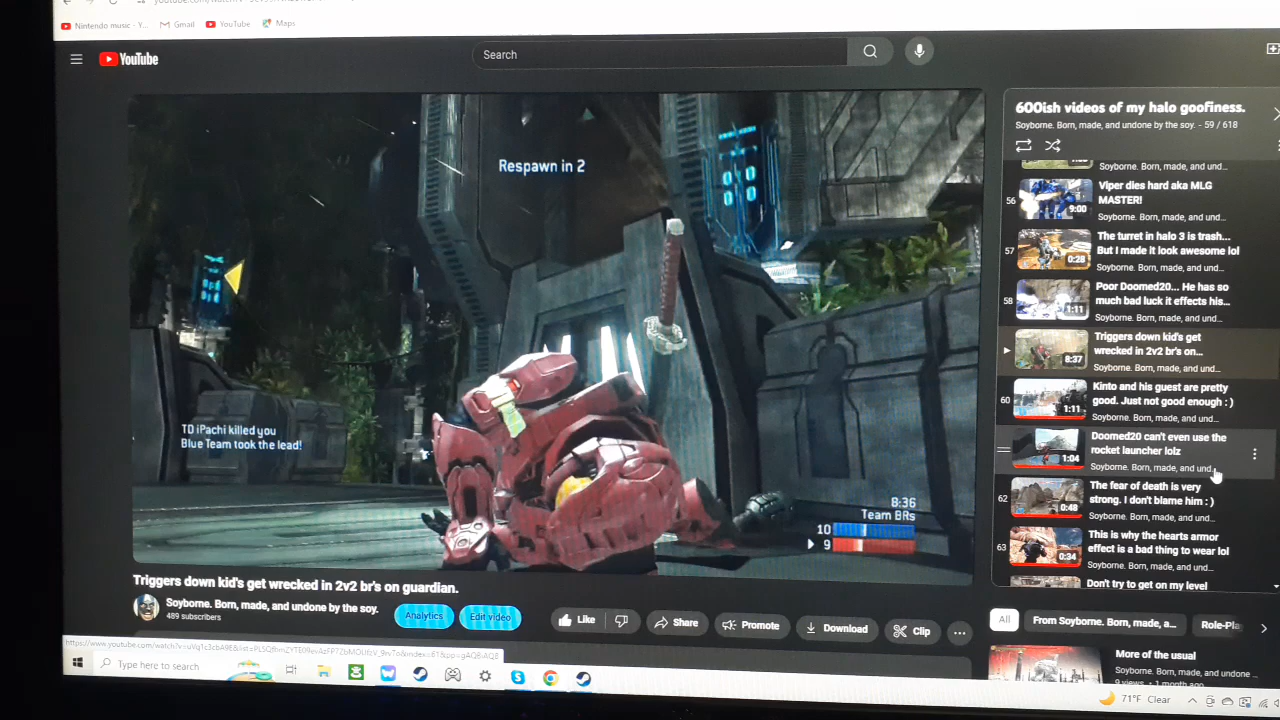 Nintendo music - Y...
Gmail
YouTube
Maps
YouTube
Search
600ish videos of my halo goofiness.
Soyborne. Born, made, and undone by the soy. - 59 / 618
Soyborne. Born, made, and und...
56
9:00
Viper dies hard aka MLG
MASTER!
Soyborne. Born, made, and und...
57
0:28
The turret in halo 3 is trash...
But I made it look awesome lol
Soyborne. Born, made, and und...
58
1:11
Poor Doomed20... He has so
much bad luck it effects his...
Soyborne. Born, made, and und...
8:37
Triggers down kid's get
wrecked in 2v2 br's on...
Soyborne. Born, made, and und...
60
1:11
Kinto and his guest are pretty
good. Just not good enough : )
Soyborne. Born, made, and und...
1:04
Doomed20 can't even use the
rocket launcher lolz
Soyborne. Born, made, and und...
62
0:48
The fear of death is very
strong. I don't blame him : )
Soyborne. Born, made, and und...
63
0:34
This is why the hearts armor
effect is a bad thing to wear lol
Soyborne. Born, made, and und...
Don't try to get on my level
Respawn in 2
TD iPachi killed you
Blue Team took the lead!
8:36
Team BRs
10
9
Triggers down kid's get wrecked in 2v2 br's on guardian.
Soyborne. Born, made, and undone by the soy.
489 subscribers
Analytics
Edit video
Like
Share
Promote
Download
Clip
All
From Soyborne. Born, made, a...
Role-Pla
More of the usual
Soyborne. Born, made, and undone ...
9 views • 1 month ago
Type here to search
71°F Clear